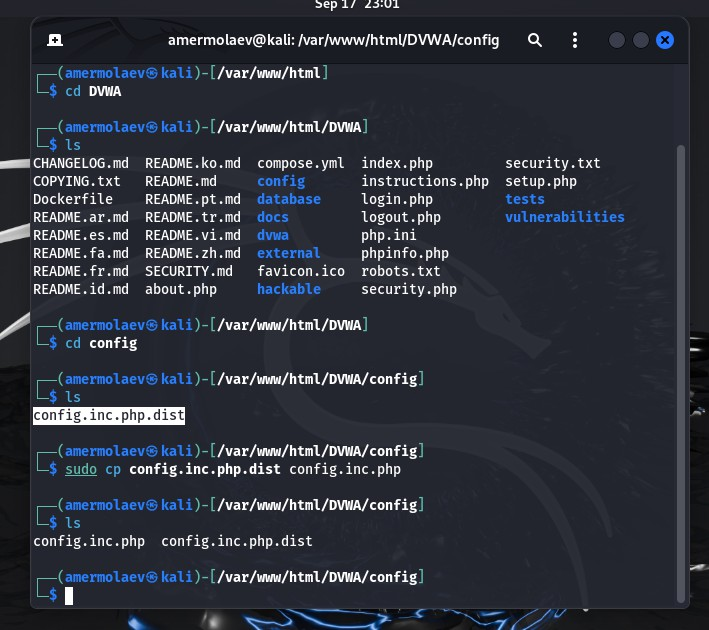 Sep 17 23:01
amermolaev@kali: /var/www/html/DVWA/config
┌──(amermolaev㉿kali)-[/var/www/html]
└─$ cd DVWA
┌──(amermolaev㉿kali)-[/var/www/html/DVWA]
└─$ ls
CHANGELOG.md README.ko.md compose.yml index.php security.txt
COPYING.txt README.md config instructions.php setup.php
Dockerfile README.pt.md database login.php tests
README.ar.md README.tr.md docs logout.php vulnerabilities
README.es.md README.vi.md dvwa php.ini
README.fa.md README.zh.md external phpinfo.php
README.fr.md SECURITY.md favicon.ico robots.txt
README.id.md about.php hackable security.php
┌──(amermolaev㉿kali)-[/var/www/html/DVWA]
└─$ cd config
┌──(amermolaev㉿kali)-[/var/www/html/DVWA/config]
└─$ ls
config.inc.php.dist
┌──(amermolaev㉿kali)-[/var/www/html/DVWA/config]
└─$ sudo cp config.inc.php.dist config.inc.php
┌──(amermolaev㉿kali)-[/var/www/html/DVWA/config]
└─$ ls
config.inc.php config.inc.php.dist
┌──(amermolaev㉿kali)-[/var/www/html/DVWA/config]
└─$